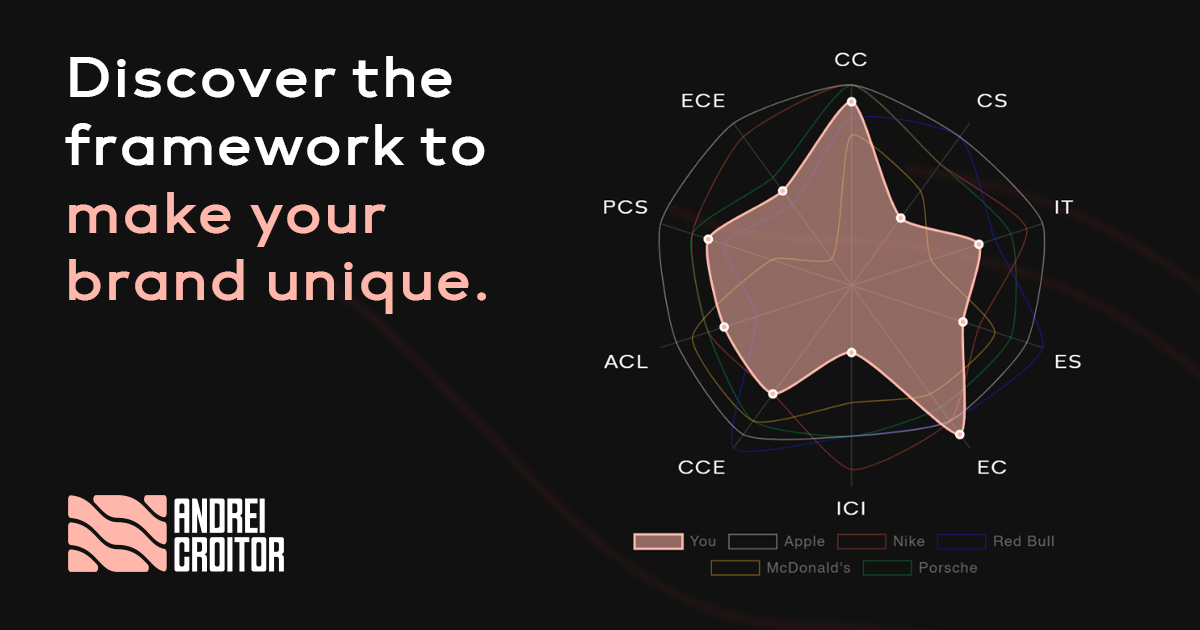 Discover the
framework to
make your
brand unique.
ANDREI
CROITOR
CC
CS
IT
ES
EC
ICI
CCE
ACL
PCS
ECE
You Apple Nike Red Bull
McDonald's Porsche